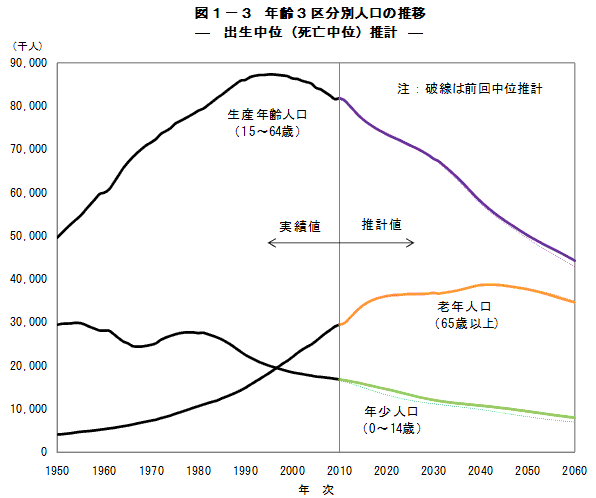 図１－３ 年齢３区分別人口の推移
― 出生中位（死亡中位）推計 ―
(千人)
90,000
80,000
70,000
60,000
50,000
40,000
30,000
20,000
10,000
0
注：破線は前回中位推計
生産年齢人口
(15～64歳)
実績値
推計値
老年人口
(65歳以上)
年少人口
(0～14歳)
1950 1960 1970 1980 1990 2000 2010 2020 2030 2040 2050 2060
年 次